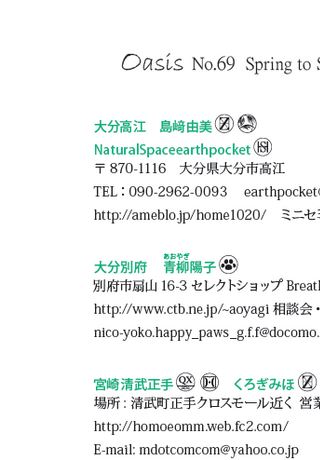 Oasis No.69 Spring to S
大分高江 島﨑由美
NaturalSpaceearthpocket
〒 870-1116 大分県大分市高江
TEL：090-2962-0093 earthpocket@
http://ameblo.jp/home1020/ ミニセミ
あおやぎ
大分別府 青柳陽子
別府市扇山 16-3 セレクトショップ Breath
http://www.ctb.ne.jp/~aoyagi 相談会・
nico-yoko.happy_paws_g.f.f@docomo.
宮崎清武正手 くろぎみほ
場所：清武町正手クロスモール近く 営業
http://homoeomm.web.fc2.com/
E-mail: mdotcomcom@yahoo.co.jp